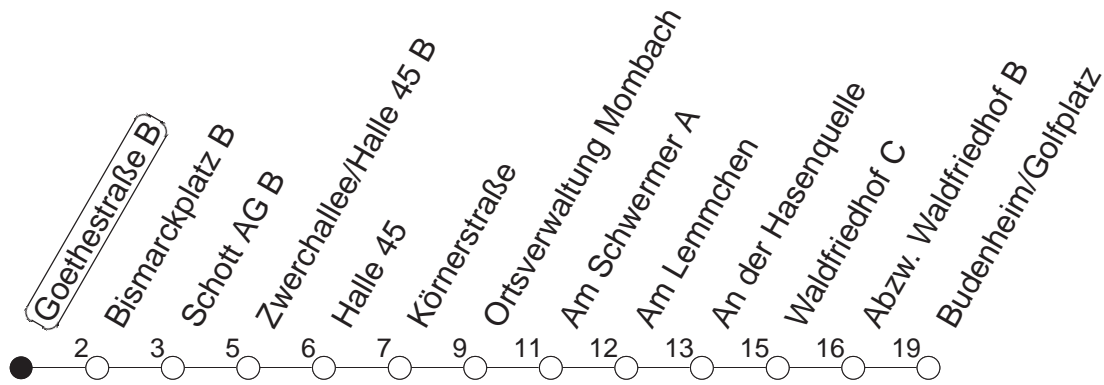 Goethestraße B
Bismarckplatz B
Schott AG B
Zwerchallee/Halle 45 B
Halle 45
Körnerstraße
Ortsverwaltung Mombach
Am Schwermer A
Am Lemmchen
An der Hasenquelle
Waldfriedhof C
Abzw. Waldfriedhof B
Budenheim/Golfplatz
2 3 5 6 7 9 11 12 13 15 16 19